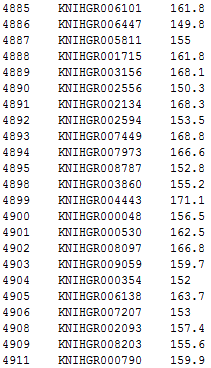 4885 KNIHGR006101 161.8
4886 KNIHGR006447 149.8
4887 KNIHGR005811 155
4888 KNIHGR001715 161.8
4889 KNIHGR003156 168.1
4890 KNIHGR002556 150.3
4891 KNIHGR002134 168.3
4892 KNIHGR002594 153.5
4893 KNIHGR007449 168.8
4894 KNIHGR007973 166.6
4895 KNIHGR008787 152.8
4898 KNIHGR003860 155.2
4899 KNIHGR004443 171.1
4900 KNIHGR000048 156.5
4901 KNIHGR000530 162.5
4902 KNIHGR008097 166.8
4903 KNIHGR009059 159.7
4904 KNIHGR000354 152
4905 KNIHGR006138 163.7
4906 KNIHGR007207 153
4908 KNIHGR002093 157.4
4909 KNIHGR008203 155.6
4911 KNIHGR000790 159.9